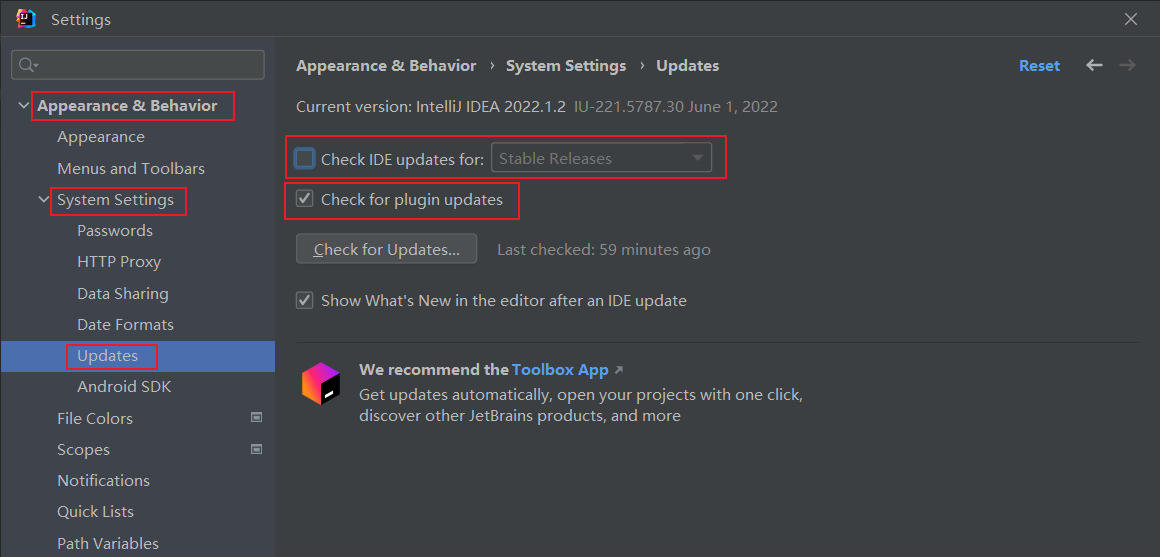 Settings
Appearance & Behavior
Appearance
Menus and Toolbars
System Settings
Passwords
HTTP Proxy
Data Sharing
Date Formats
Updates
Android SDK
File Colors
Scopes
Notifications
Quick Lists
Path Variables
Appearance & Behavior › System Settings › Updates Reset
Current version: IntelliJ IDEA 2022.1.2 IU-221.5787.30 June 1, 2022
Check IDE updates for: Stable Releases
Check for plugin updates
Check for Updates... Last checked: 59 minutes ago
Show What's New in the editor after an IDE update
We recommend the Toolbox App ↗
Get updates automatically, open your projects with one click,
discover other JetBrains products, and more